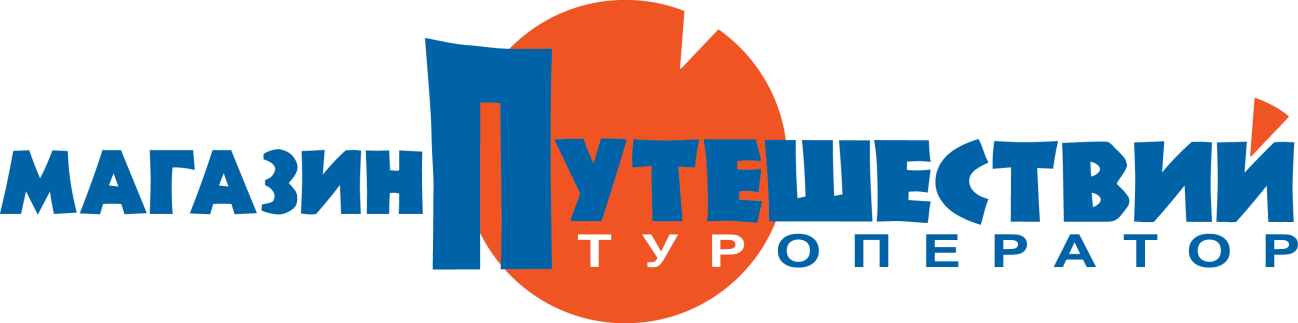 МАГАЗИН ПУТЕШЕСТВИЙ
ТУРОПЕРАТОР